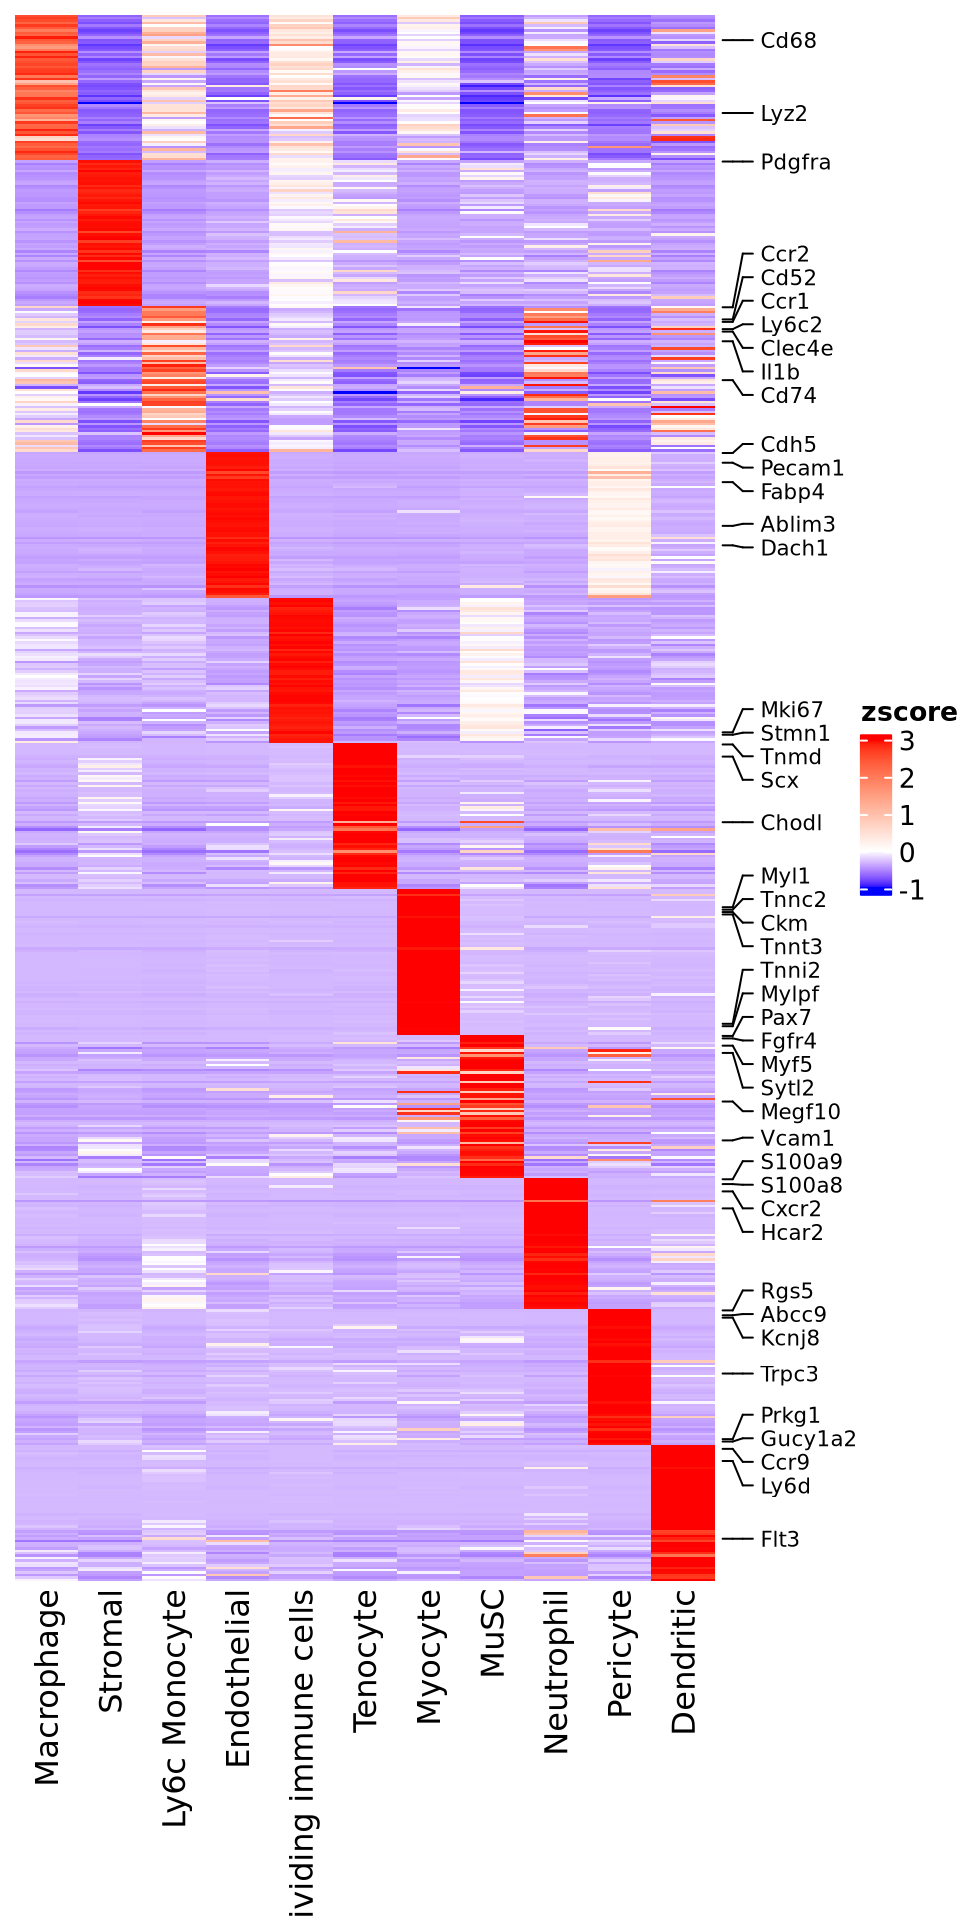 Cd68
Lyz2
Pdgfra
Ccr2
Cd52
Ccr1
Ly6c2
Clec4e
Il1b
Cd74
Cdh5
Pecam1
Fabp4
Ablim3
Dach1
Mki67
Stmn1
Tnmd
Scx
Chodl
Myl1
Tnnc2
Ckm
Tnnt3
Tnni2
Mylpf
Pax7
Fgfr4
Myf5
Sytl2
Megf10
Vcam1
S100a9
S100a8
Cxcr2
Hcar2
Rgs5
Abcc9
Kcnj8
Trpc3
Prkg1
Gucy1a2
Ccr9
Ly6d
Flt3
zscore
3
2
1
0
-1
Macrophage
Stromal
Ly6c Monocyte
Endothelial
ividing immune cells
Tenocyte
Myocyte
MuSC
Neutrophil
Pericyte
Dendritic